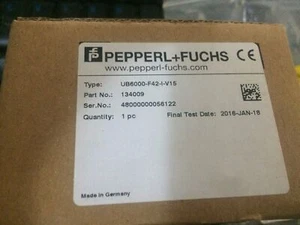 PEPPERL+FUCHS CE
www.pepperl-fuchs.com
Type: UB6000-F42-I-V15
Part No.: 134009
Ser.No.: 48000000056122
Quantity: 1 pc Final Test Date: 2016-JAN-18
Made in Germany